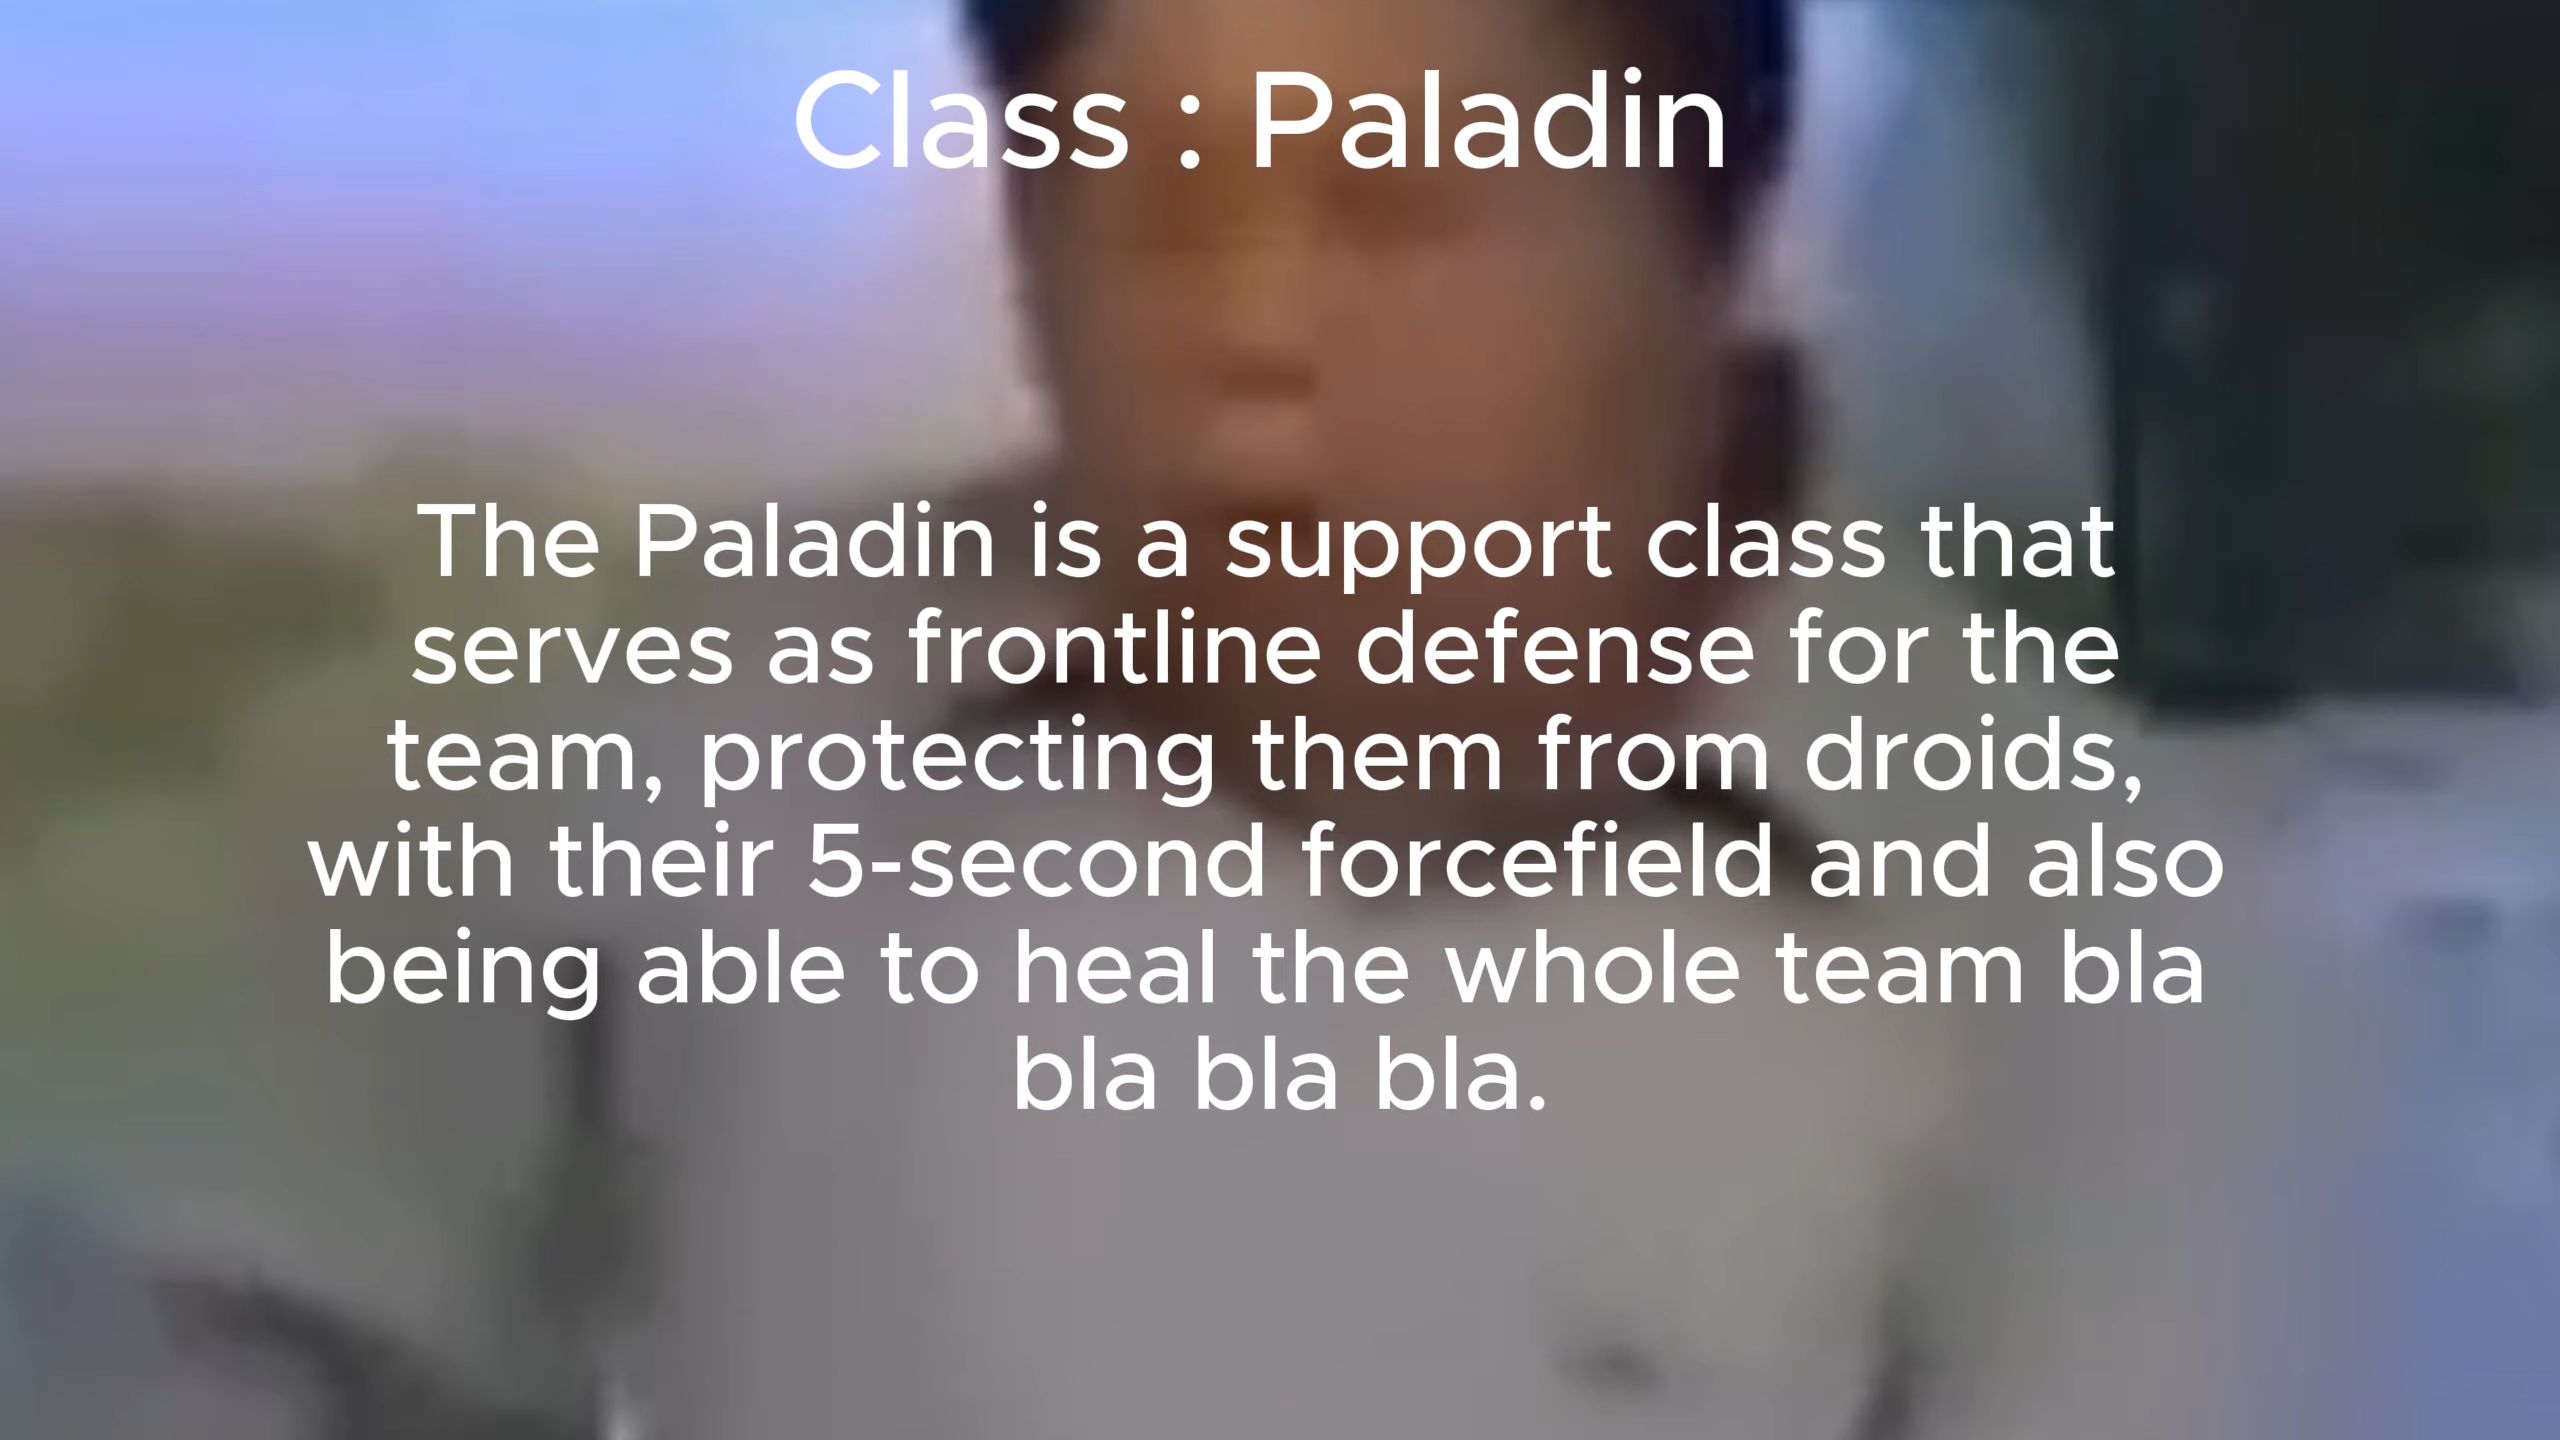 Class : Paladin
The Paladin is a support class that
serves as frontline defense for the
team, protecting them from droids,
with their 5-second forcefield and also
being able to heal the whole team bla
bla bla bla.